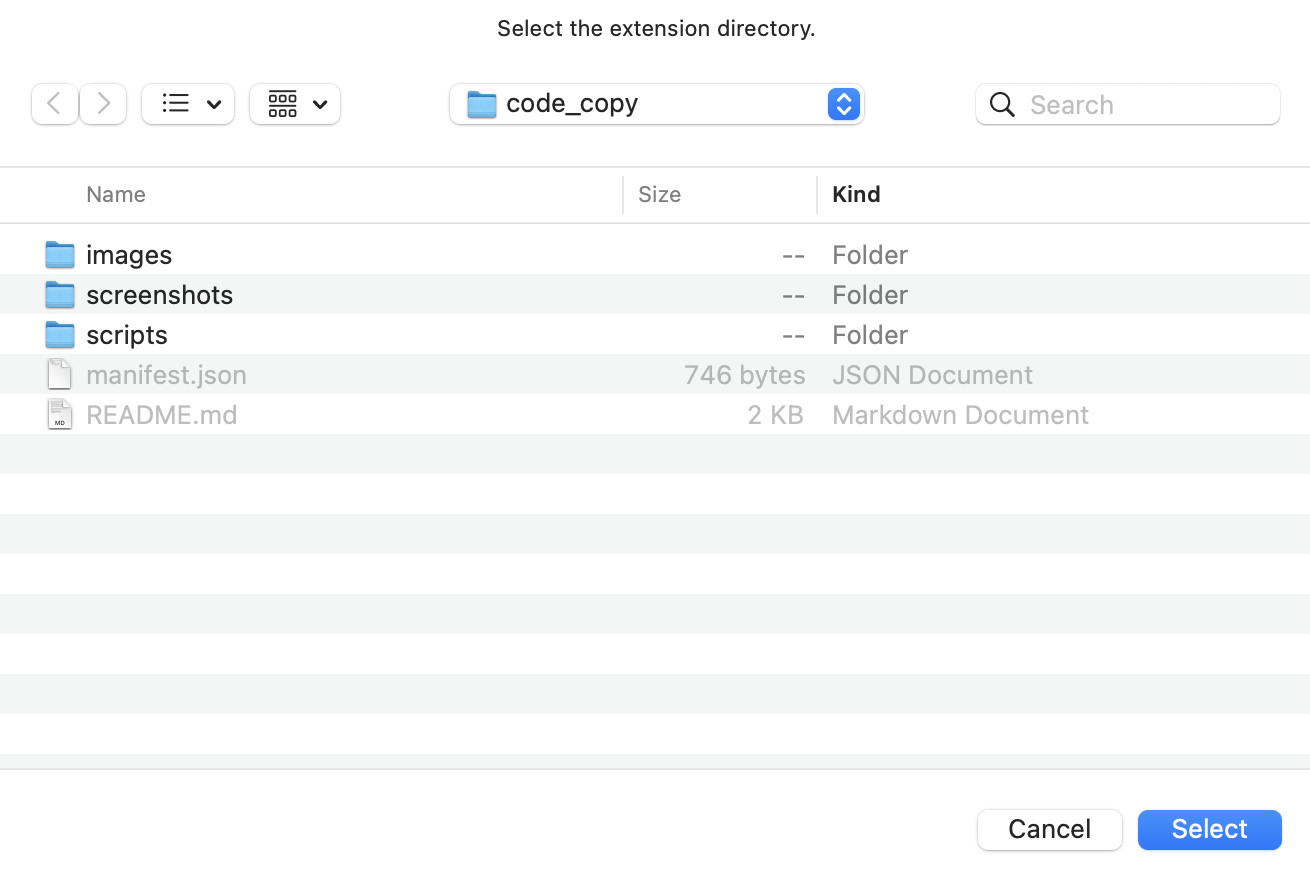 Select the extension directory.
code_copy
Search
Name Size Kind
images -- Folder
screenshots -- Folder
scripts -- Folder
manifest.json 746 bytes JSON Document
MD README.md 2 KB Markdown Document
Cancel Select